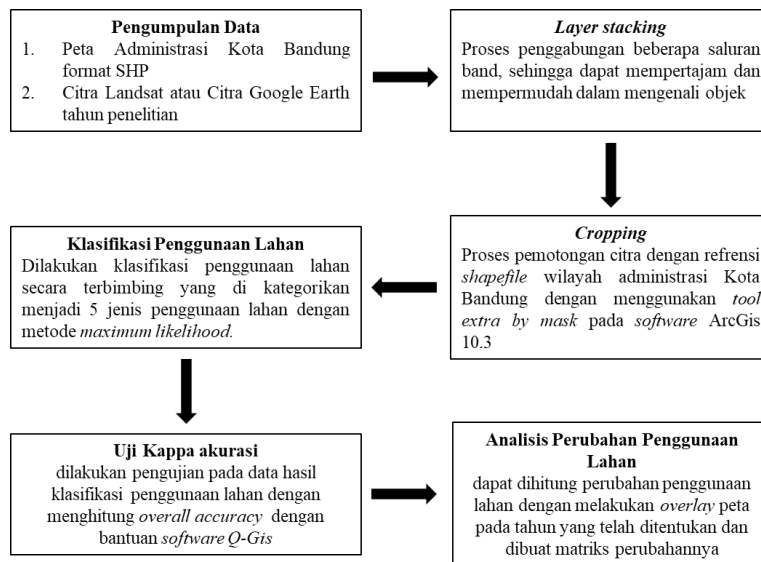 Pengumpulan Data
1. Peta Administrasi Kota Bandung
format SHP
2. Citra Landsat atau Citra Google Earth
tahun penelitian
Layer stacking
Proses penggabungan beberapa saluran
band, sehingga dapat mempertajam dan
mempermudah dalam mengenali objek
Cropping
Proses pemotongan citra dengan refrensi
shapefile wilayah administrasi Kota
Bandung dengan menggunakan tool
extra by mask pada software ArcGis
10.3
Klasifikasi Penggunaan Lahan
Dilakukan klasifikasi penggunaan lahan
secara terbimbing yang di kategorikan
menjadi 5 jenis penggunaan lahan dengan
metode maximum likelihood.
Uji Kappa akurasi
dilakukan pengujian pada data hasil
klasifikasi penggunaan lahan dengan
menghitung overall accuracy dengan
bantuan software Q-Gis
Analisis Perubahan Penggunaan
Lahan
dapat dihitung perubahan penggunaan
lahan dengan melakukan overlay peta
pada tahun yang telah ditentukan dan
dibuat matriks perubahannya